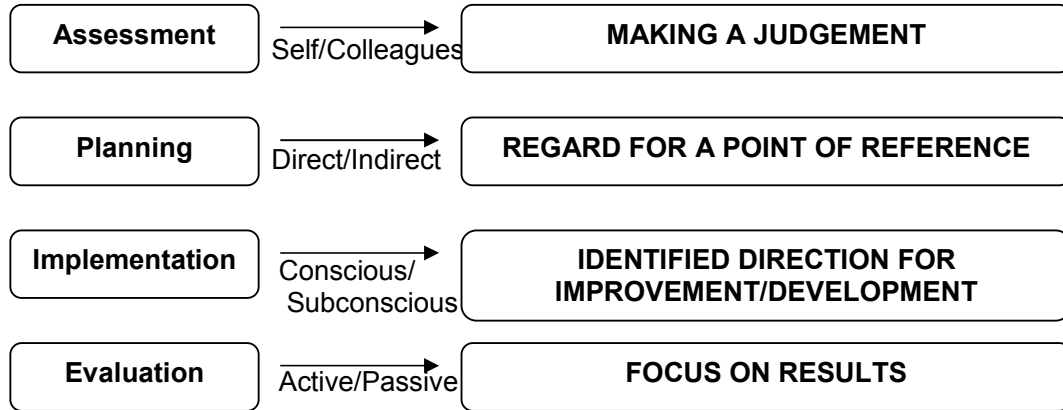 Assessment
Self/Colleagues
MAKING A JUDGEMENT
Planning
Direct/Indirect
REGARD FOR A POINT OF REFERENCE
Implementation
Conscious/
Subconscious
IDENTIFIED DIRECTION FOR
IMPROVEMENT/DEVELOPMENT
Evaluation
Active/Passive
FOCUS ON RESULTS